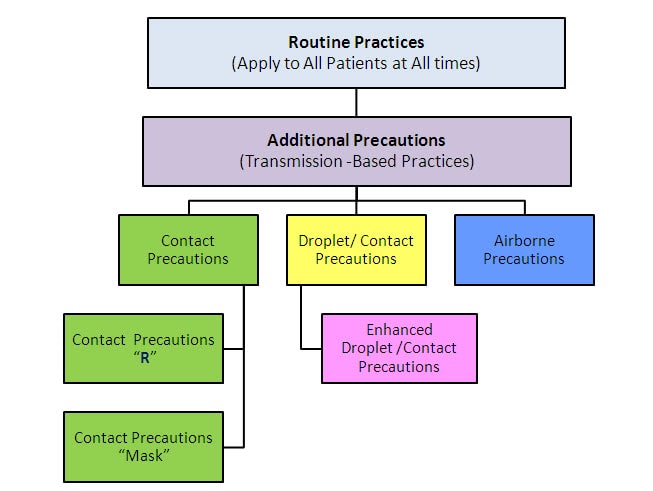 Routine Practices
(Apply to All Patients at All times)
Additional Precautions
(Transmission -Based Practices)
Contact
Precautions
Droplet/ Contact
Precautions
Airborne
Precautions
Contact  Precautions
“R”
Enhanced
Droplet /Contact
Precautions
Contact Precautions
“Mask”